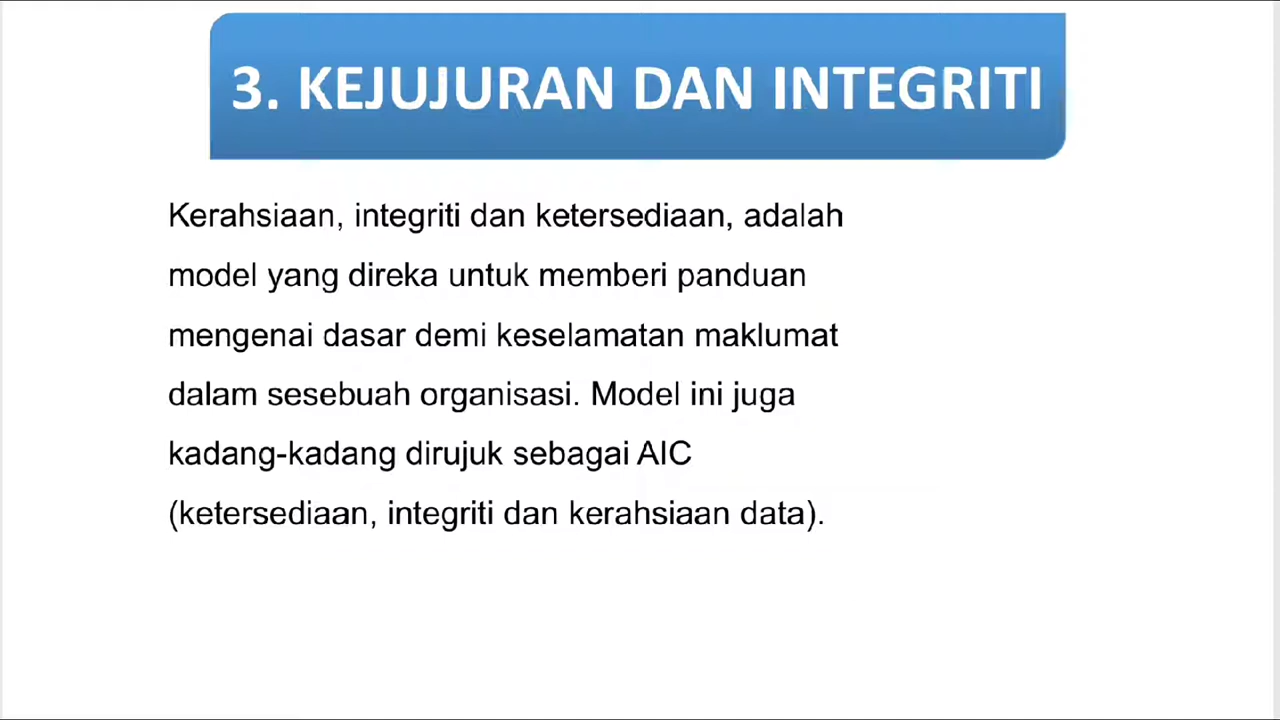 3. KEJUJURAN DAN INTEGRITI
Kerahsiaan, integriti dan ketersediaan, adalah
model yang direka untuk memberi panduan
mengenai dasar demi keselamatan maklumat
dalam sesebuah organisasi. Model ini juga
kadang-kadang dirujuk sebagai AIC
(ketersediaan, integriti dan kerahsiaan data).